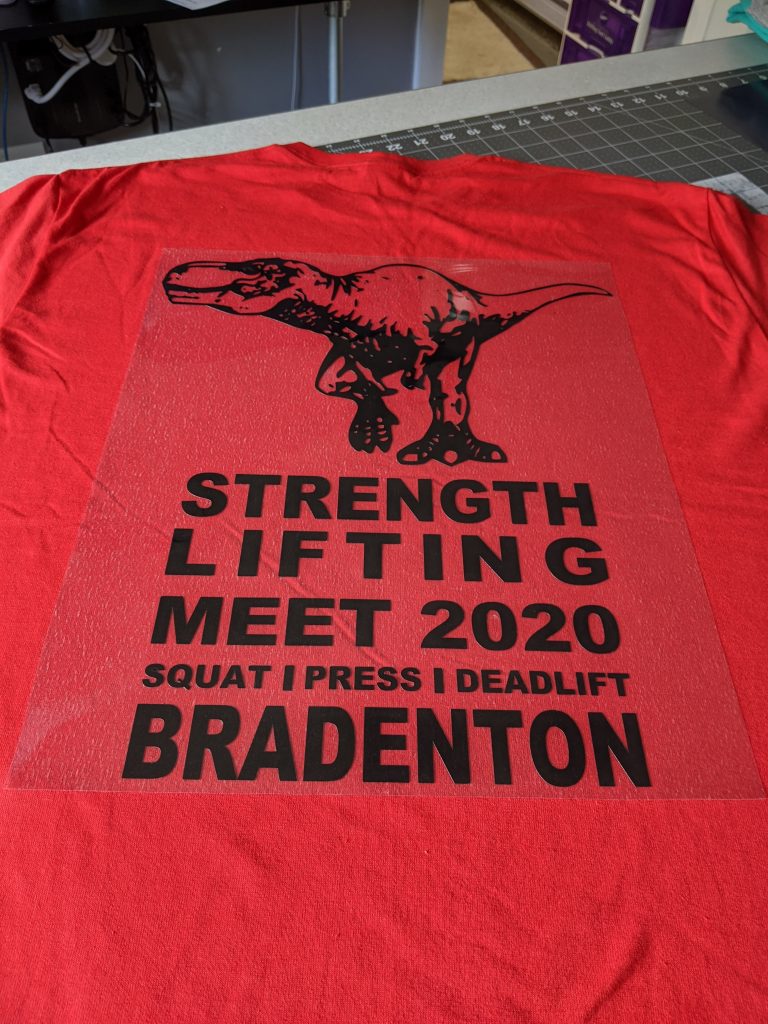 STRENGTH
LIFTING
MEET 2020
SQUAT | PRESS | DEADLIFT
BRADENTON